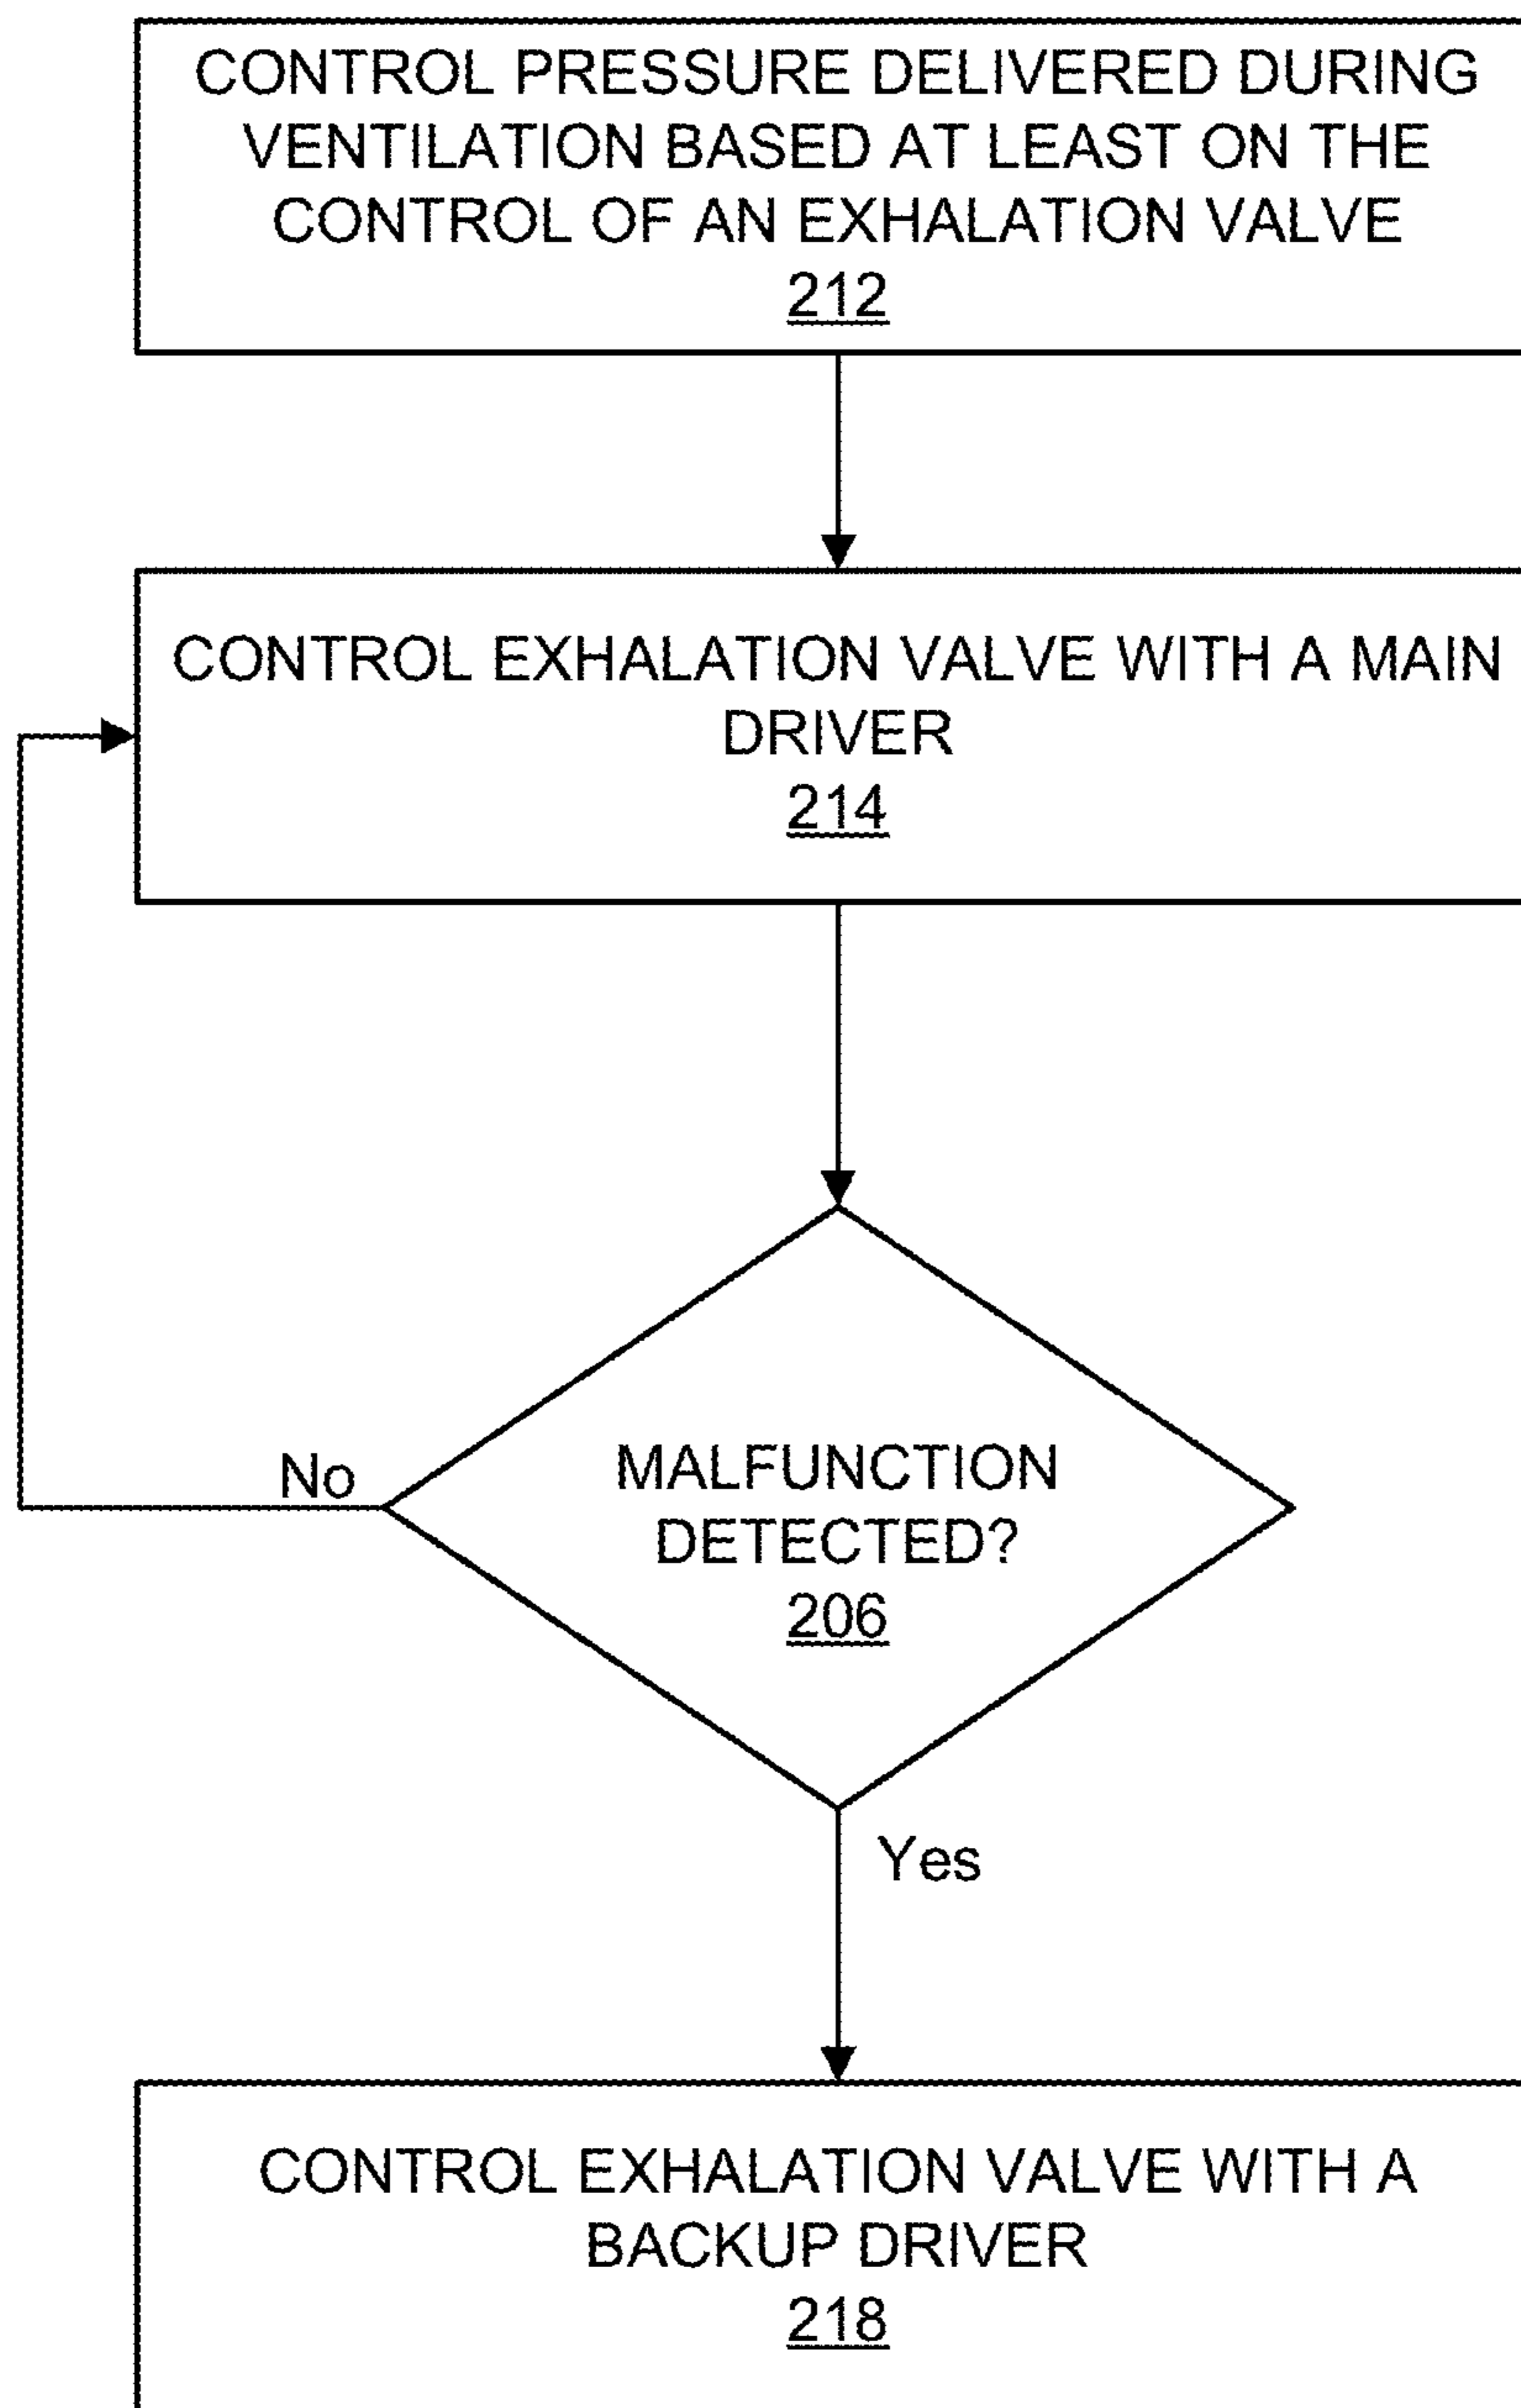 CONTROL PRESSURE DELIVERED DURING
VENTILATION BASED AT LEAST ON THE
CONTROL OF AN EXHALATION VALVE
212
CONTROL EXHALATION VALVE WITH A MAIN
DRIVER
214
MALFUNCTION
DETECTED?
206
No
Yes
CONTROL EXHALATION VALVE WITH A
BACKUP DRIVER
218